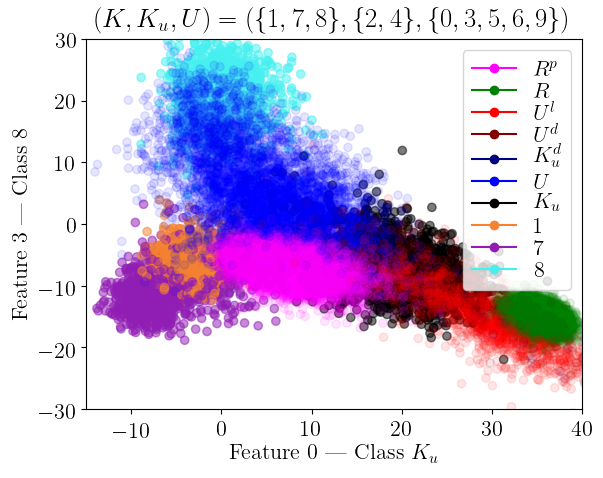 (K, K_u, U) = ({1, 7, 8}, {2, 4}, {0, 3, 5, 6, 9})
Feature 3 — Class 8
30
20
10
0
−10
−20
−30
R^p
R
U^l
U^d
K_u^d
U
K_u
1
7
8
−10
0
10
20
30
40
Feature 0 — Class K_u